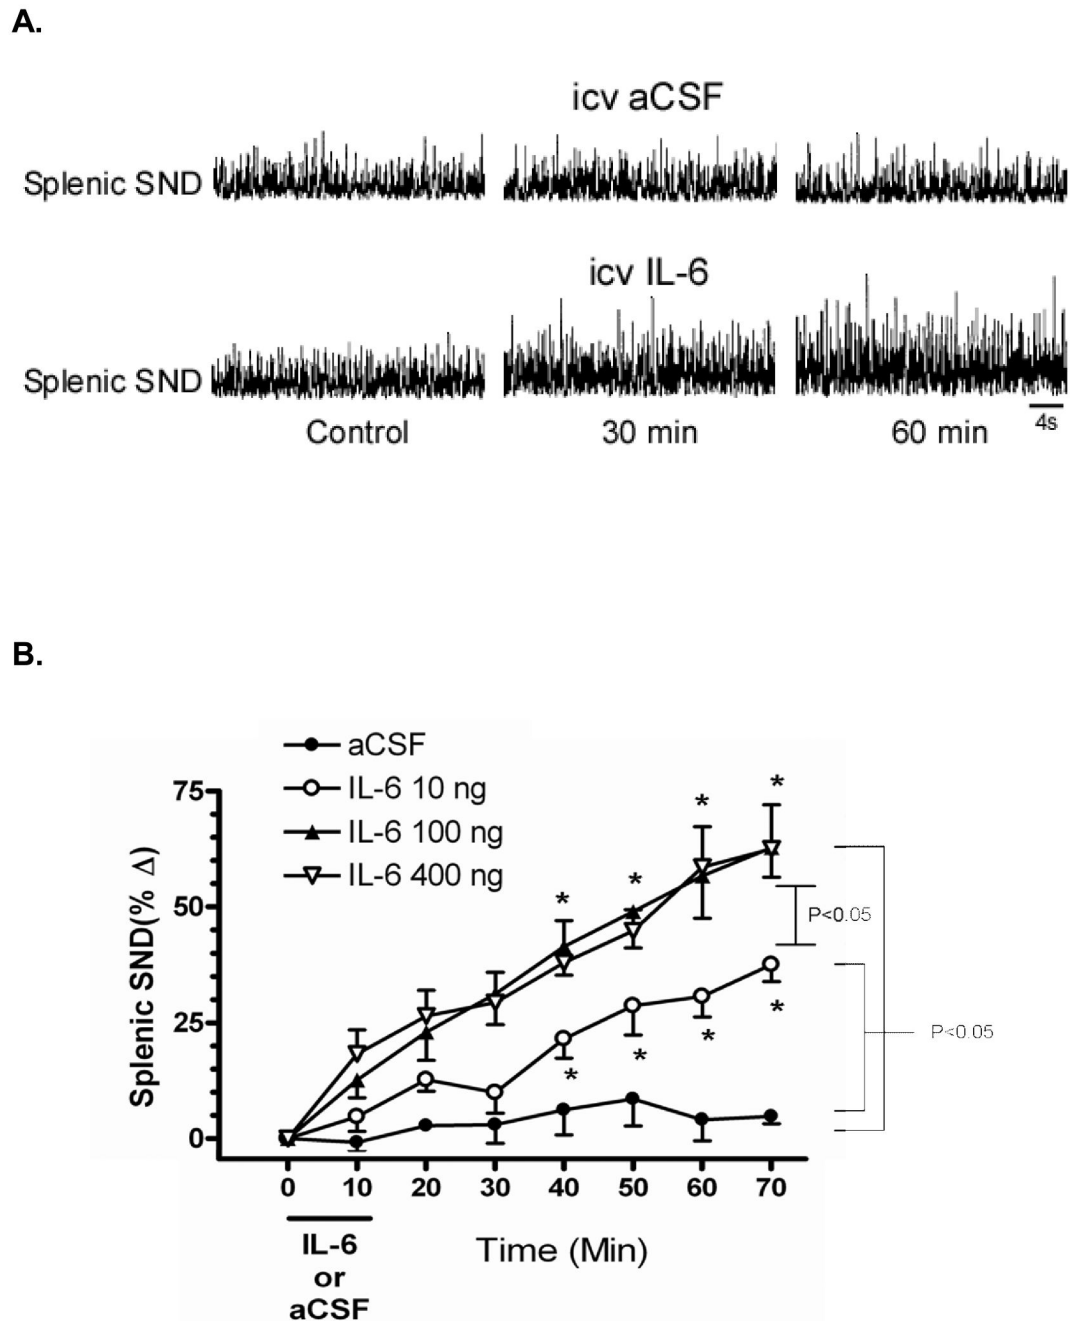 A.
icv aCSF
Splenic SND
icv IL-6
Splenic SND
Control 30 min 60 min
4s
B.
aCSF
IL-6 10 ng
IL-6 100 ng
IL-6 400 ng
Splenic SND(% Δ)
75
50
25
0
* * * *
* * * *
P<0.05
P<0.05
0 10 20 30 40 50 60 70
IL-6
or
aCSF
Time (Min)